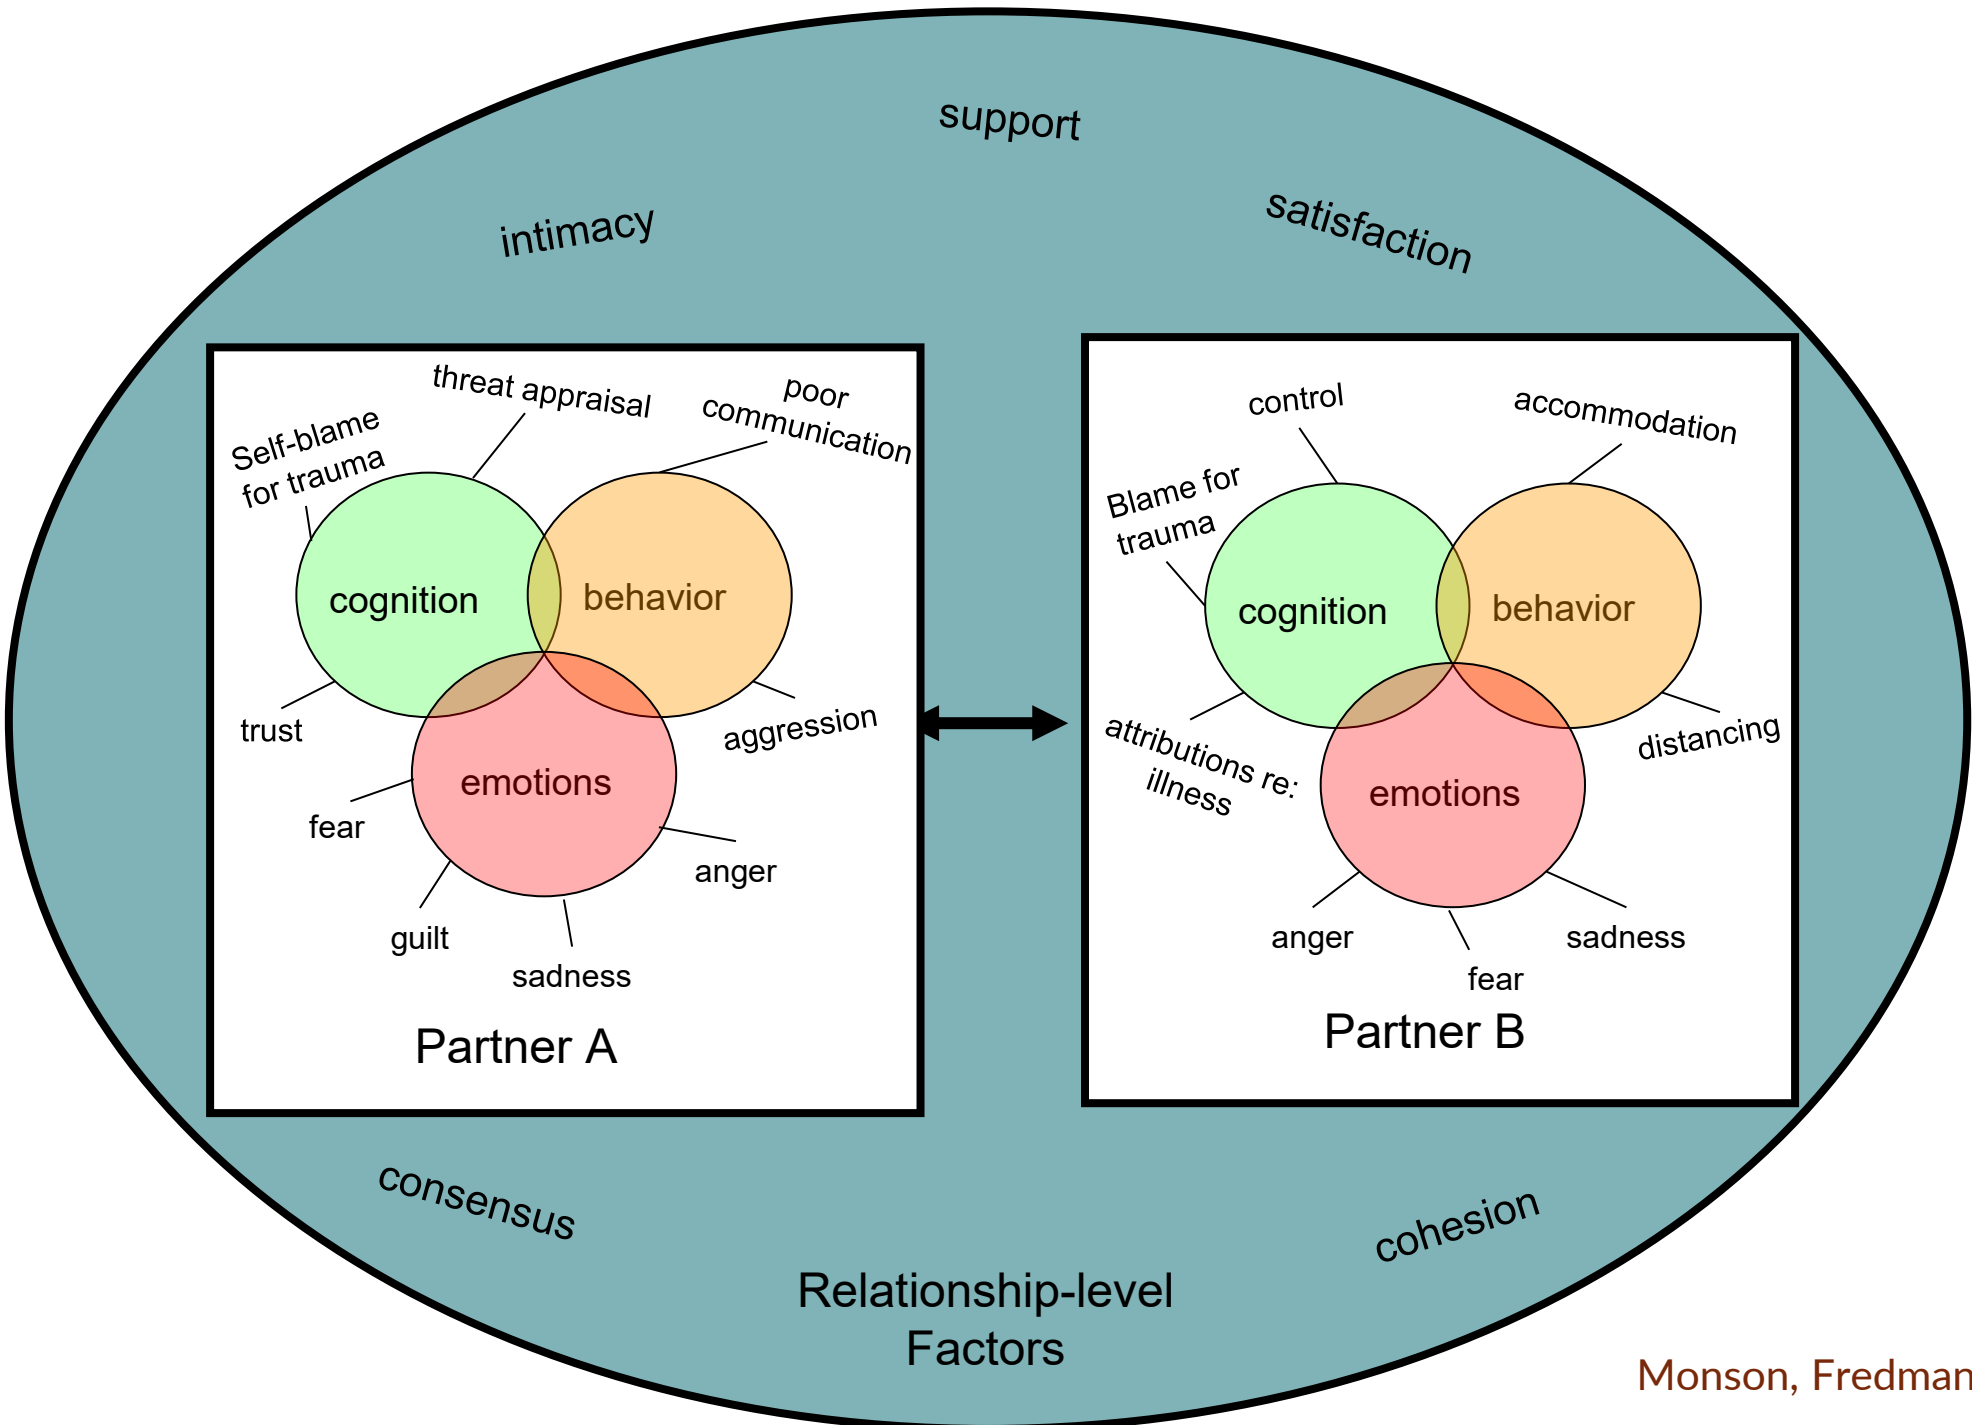 support
intimacy
satisfaction
threat appraisal
poor
communication
Self-blame
for trauma
cognition
behavior
trust
aggression
emotions
fear
anger
guilt
sadness
Partner A
control
accommodation
Blame for
trauma
cognition
behavior
attributions re:
illness
distancing
emotions
anger
sadness
fear
Partner B
consensus
cohesion
Relationship-level
Factors
Monson, Fredman